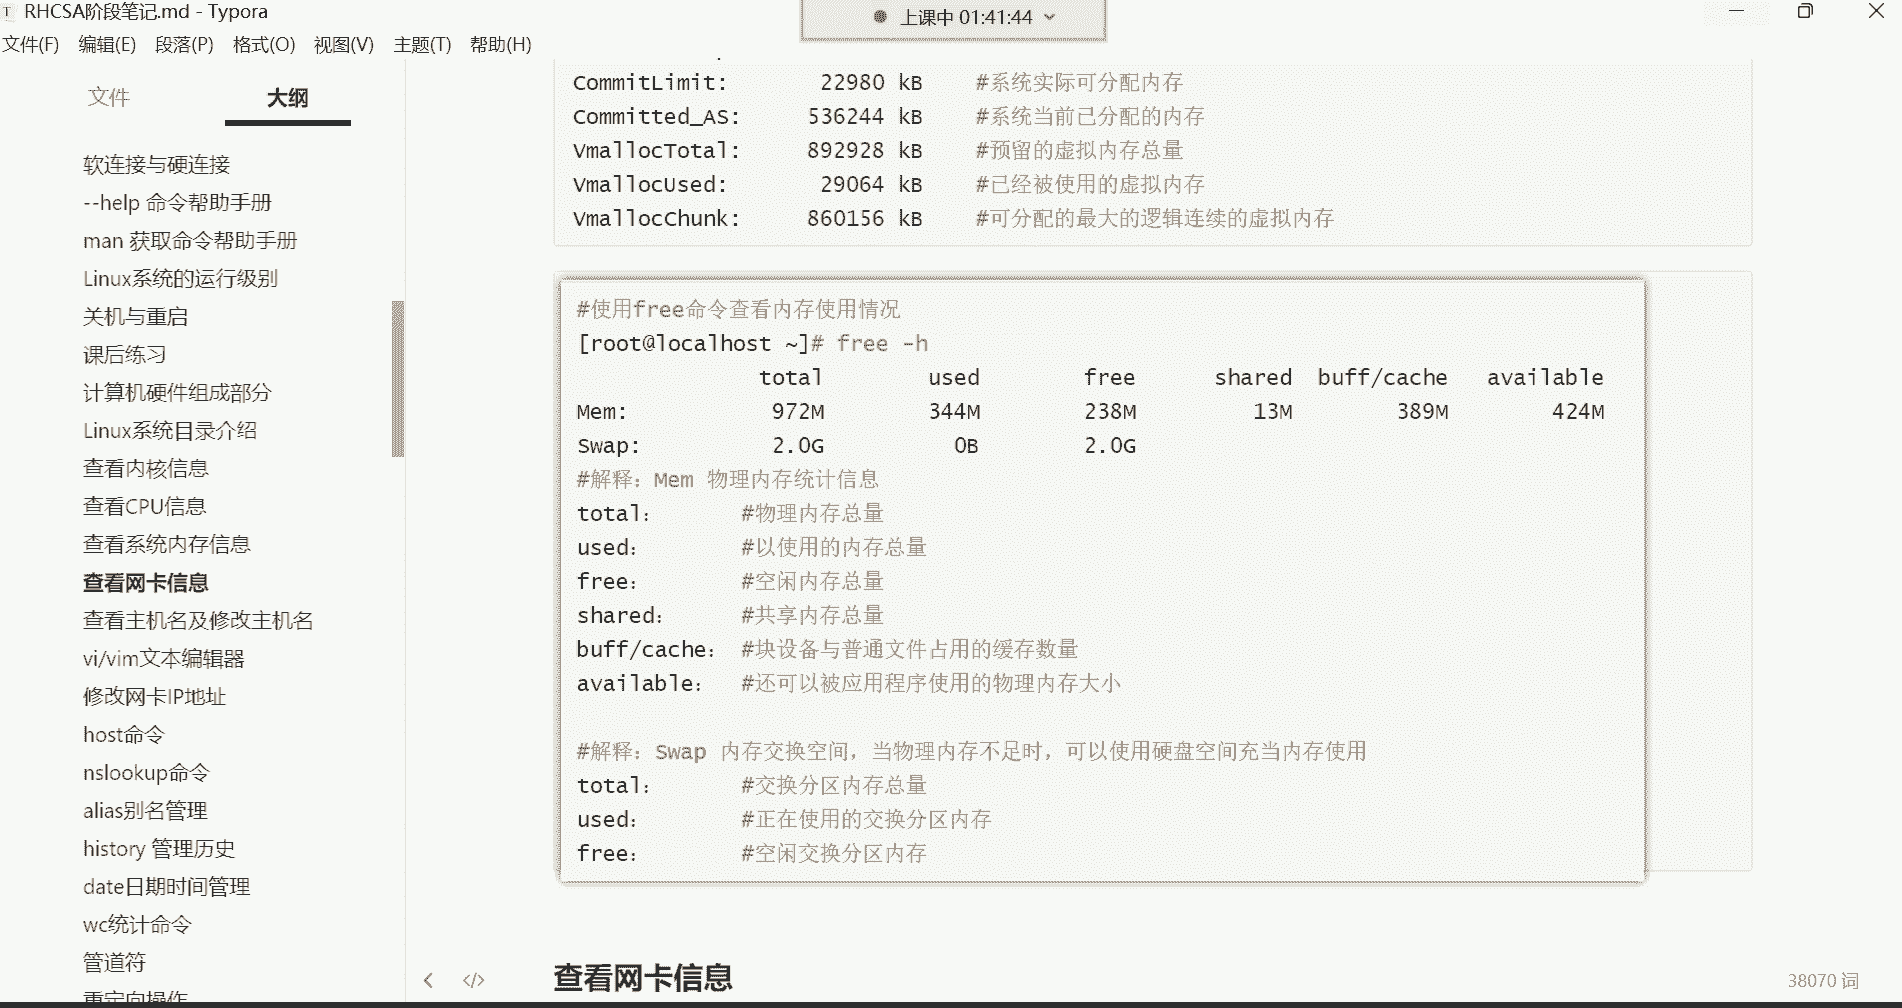 RHCSA阶段笔记.md - Typora
上课中 01:41:44
文件(F) 编辑(E) 段落(P) 格式(O) 视图(V) 主题(T) 帮助(H)
文件 大纲
软连接与硬连接
--help 命令帮助手册
man 获取命令帮助手册
Linux系统的运行级别
关机与重启
课后练习
计算机硬件组成部分
Linux系统目录介绍
查看内核信息
查看CPU信息
查看系统内存信息
查看网卡信息
查看主机名及修改主机名
vi/vim文本编辑器
修改网卡IP地址
host命令
nslookup命令
alias别名管理
history 管理历史
date日期时间管理
wc统计命令
管道符
重定向操作
CommitLimit: 22980 kB #系统实际可分配内存
Committed_AS: 536244 kB #系统当前已分配的内存
VmallocTotal: 892928 kB #预留的虚拟内存总量
VmallocUsed: 29064 kB #已经被使用的虚拟内存
VmallocChunk: 860156 kB #可分配的最大的逻辑连续的虚拟内存
#使用free命令查看内存使用情况
[root@localhost ~]# free -h
total used free shared buff/cache available
Mem: 972M 344M 238M 13M 389M 424M
Swap: 2.0G 0B 2.0G
#解释：Mem 物理内存统计信息
total： #物理内存总量
used： #以使用的内存总量
free： #空闲内存总量
shared： #共享内存总量
buff/cache： #块设备与普通文件占用的缓存数量
available： #还可以被应用程序使用的物理内存大小
#解释：Swap 内存交换空间，当物理内存不足时，可以使用硬盘空间充当内存使用
total： #交换分区内存总量
used： #正在使用的交换分区内存
free： #空闲交换分区内存
查看网卡信息
38070 词